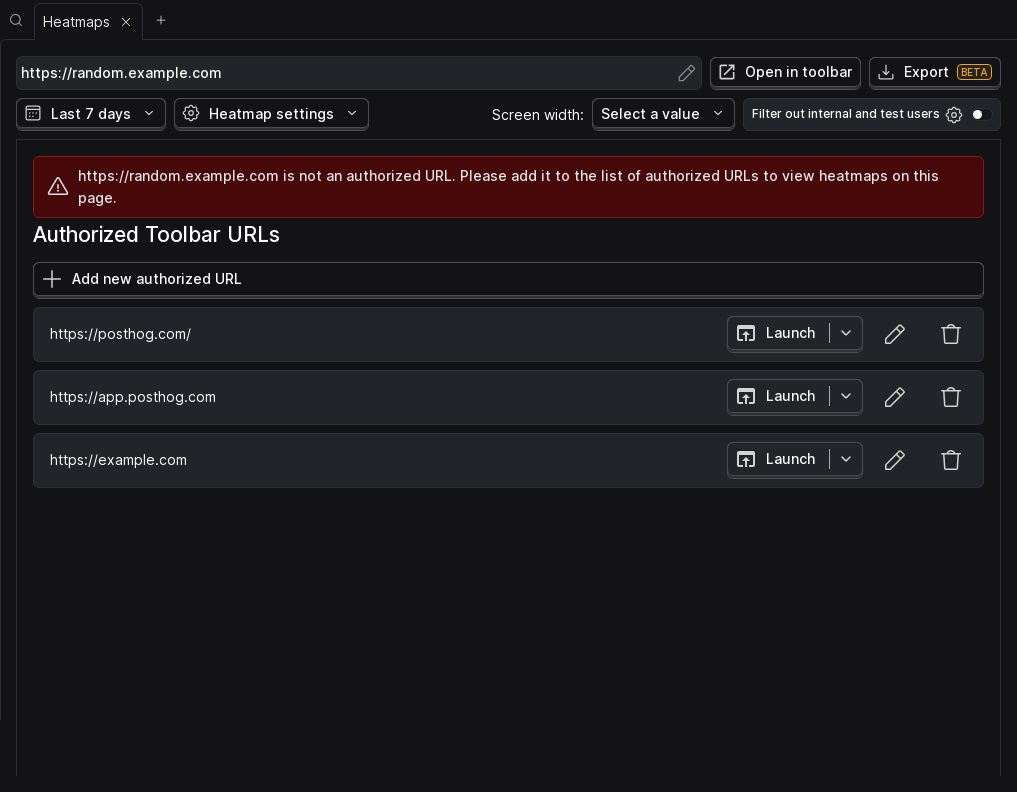 Heatmaps
https://random.example.com
Open in toolbar
Export BETA
Last 7 days
Heatmap settings
Screen width:
Select a value
Filter out internal and test users
https://random.example.com is not an authorized URL. Please add it to the list of authorized URLs to view heatmaps on this
page.
Authorized Toolbar URLs
Add new authorized URL
https://posthog.com/
Launch
https://app.posthog.com
Launch
https://example.com
Launch